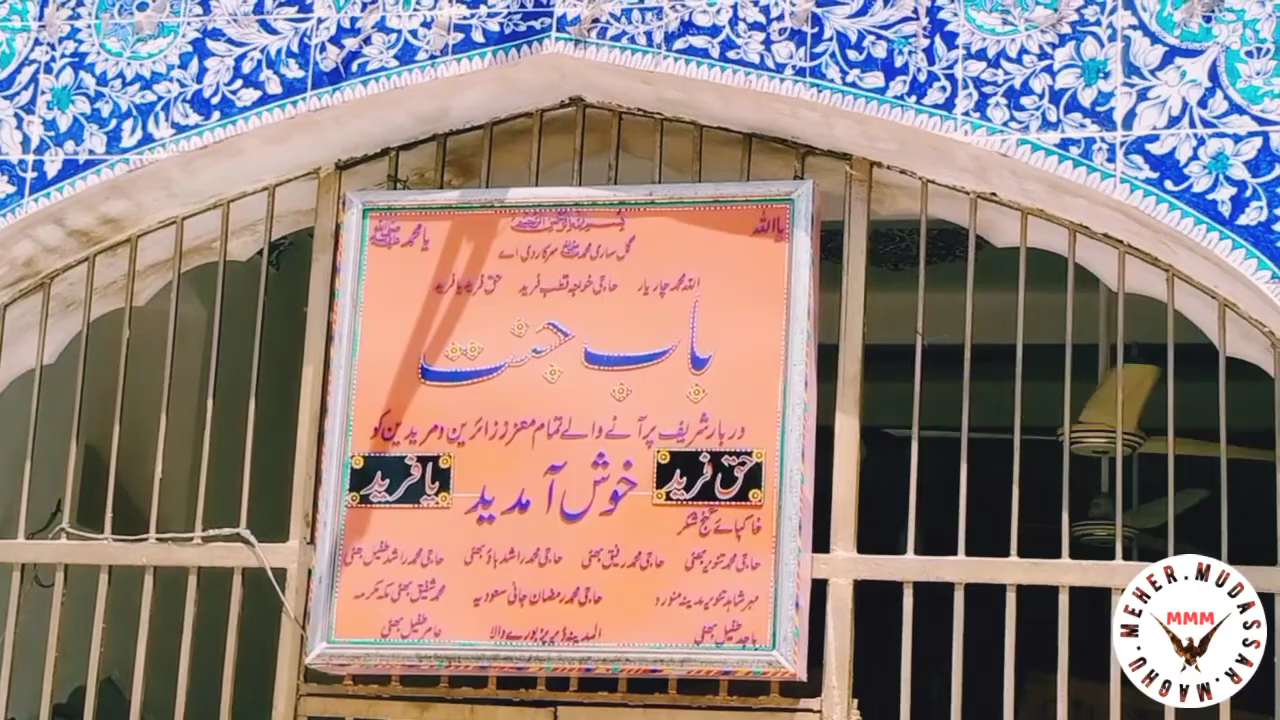 بسم اللہ الرحمن الرحیم
یا اللہ
یا محمد ﷺ
گل ساری محمد ﷺ سرکار دی اے
اللہ محمد چار یار حاجی خواجہ قطب فرید حق فرید یا فرید
باب جنت
دربار شریف پر آنے والے تمام معزز زائرین و مریدین کو
حق فرید
خوش آمدید
یا فرید
خاکپائے گنج شکر
حاجی محمد تنویر بھٹی حاجی محمد رفیق بھٹی حاجی محمد راشد باؤ بھٹی حاجی محمد راشد طفیل بھٹی
مہر شاہد تنویر مدینہ منورہ حاجی محمد رمضان جانی سعودیہ محمد شفیق بھٹی مکہ مکرمہ
ماجد طفیل بھٹی المدینہ بورے والا عامر طفیل بھٹی
MEHER.MUDASSAR.MAGHU.
MMM